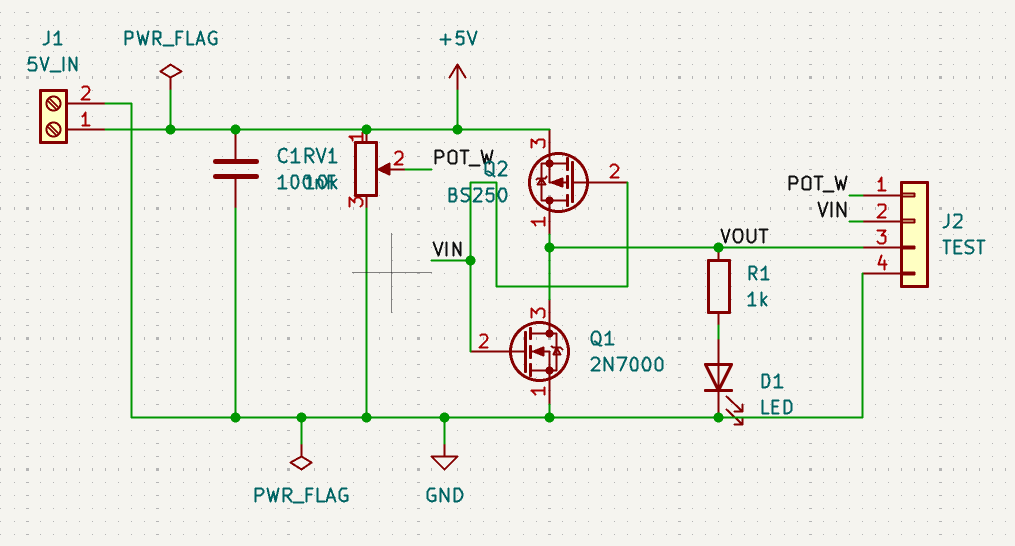 J1
5V_IN
2
1
PWR_FLAG
+5V
C1
100nF
RV1
10k
1
2
3
POT_W
Q2
BS250
3
2
1
VIN
VOUT
POT_W
VIN
1
2
3
4
J2
TEST
R1
1k
3
2
1
Q1
2N7000
D1
LED
PWR_FLAG
GND